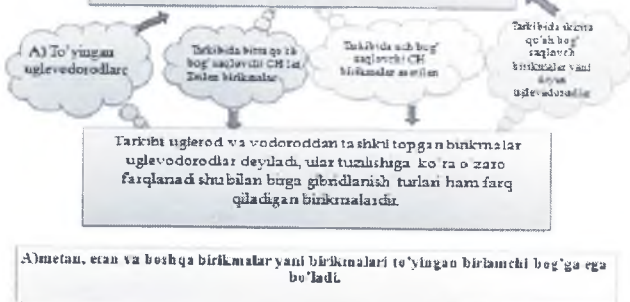 A) To'yingan
uglevodorodlar
Tarkibida bitta qo'sh
bog' saqlovchi CH lar
birikmalar
Tarkibida uch bog'
saqlovchi CH
birikmalar
Tarkibida ikkita
qo'sh bog'
saqlovchi
birikmalar yani
uglevodorodlar
Tarkibi uglerod va vodoroddan tashkil topgan birikmalar
uglevodorodlar deyiladi, ular tuzilishiga ko'ra o'zaro
farqlanadi shu bilan birga gibridlanish turlari ham farq
qiladigan birikmalardir.
A)metan, etan va boshqa birikmalar yani birikmalari to'yingan birlamchi bog'ga ega
bo'ladi.